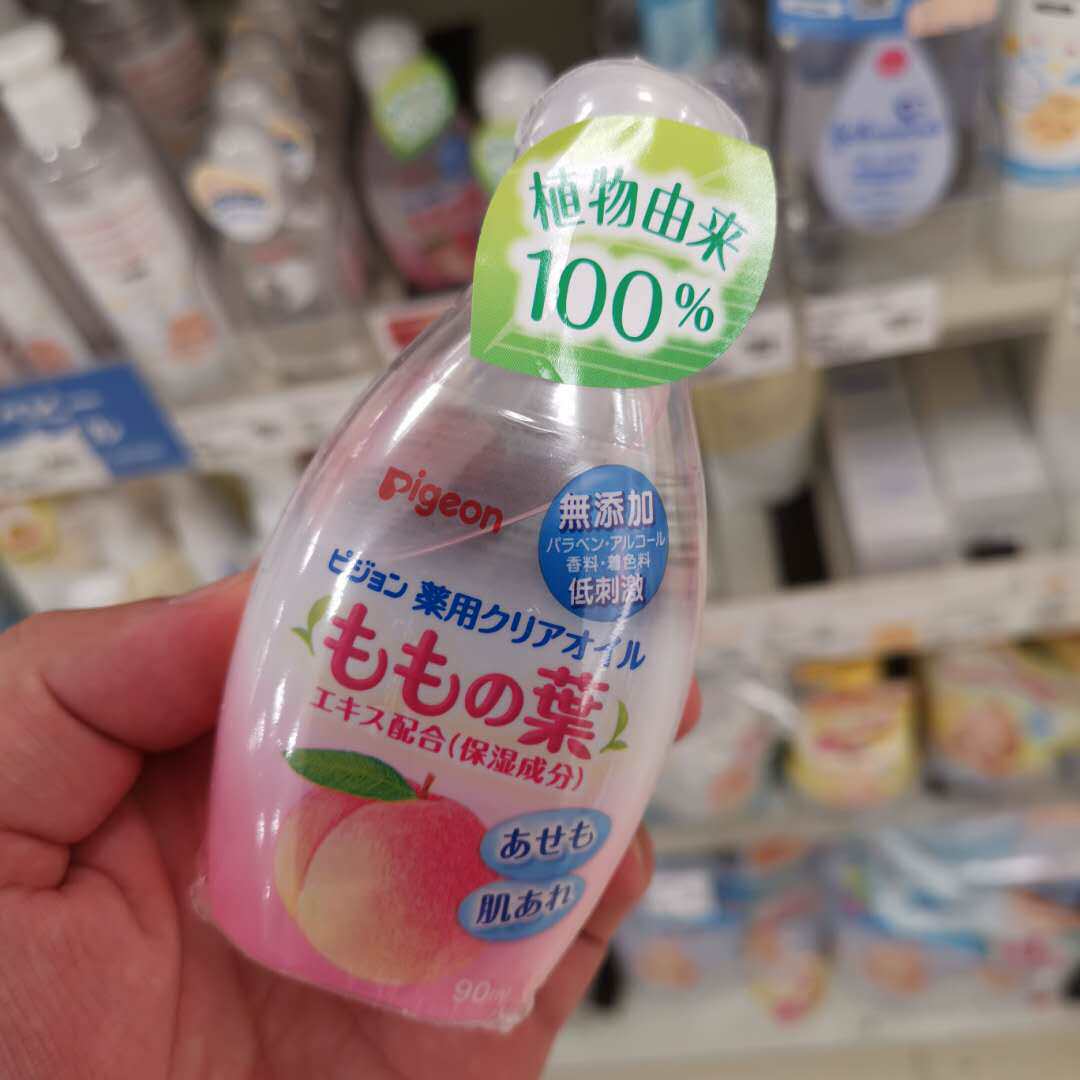 植物由来
100%
Pigeon
無添加
パラベン・アルコール
香料・着色料
低刺激
ピジョン 薬用クリアオイル
ももの葉
エキス配合(保湿成分)
あせも
肌あれ
90ml